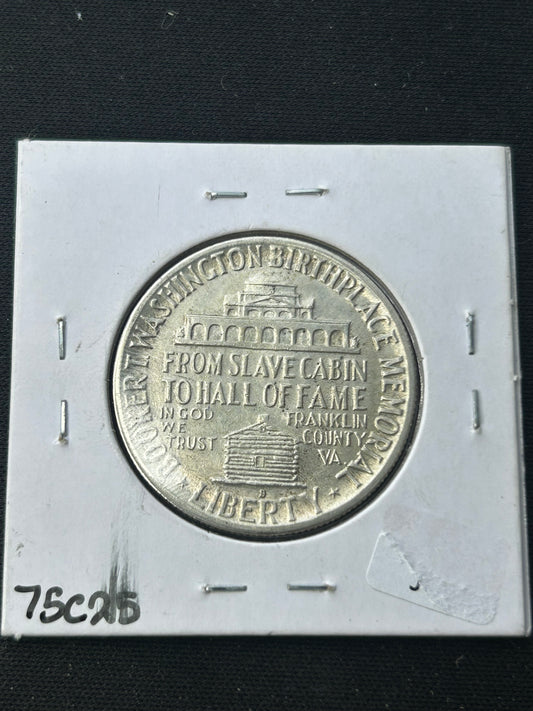 BOOKER T. WASHINGTON BIRTHPLACE MEMORIAL
FROM SLAVE CABIN
TO HALL OF FAME
IN GOD
WE
TRUST
FRANKLIN
COUNTY
VA.
D
★ LIBERTY ★
75C25